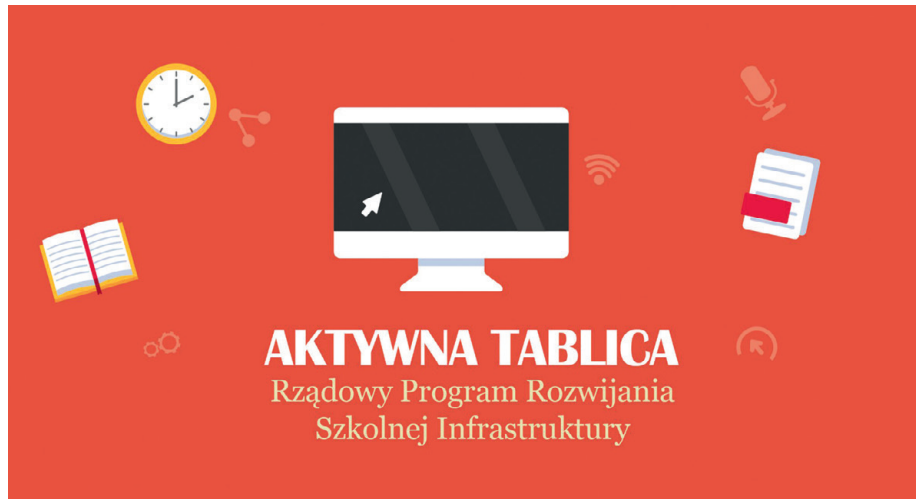 AKTYWNA TABLICA
Rządowy Program Rozwijania
Szkolnej Infrastruktury